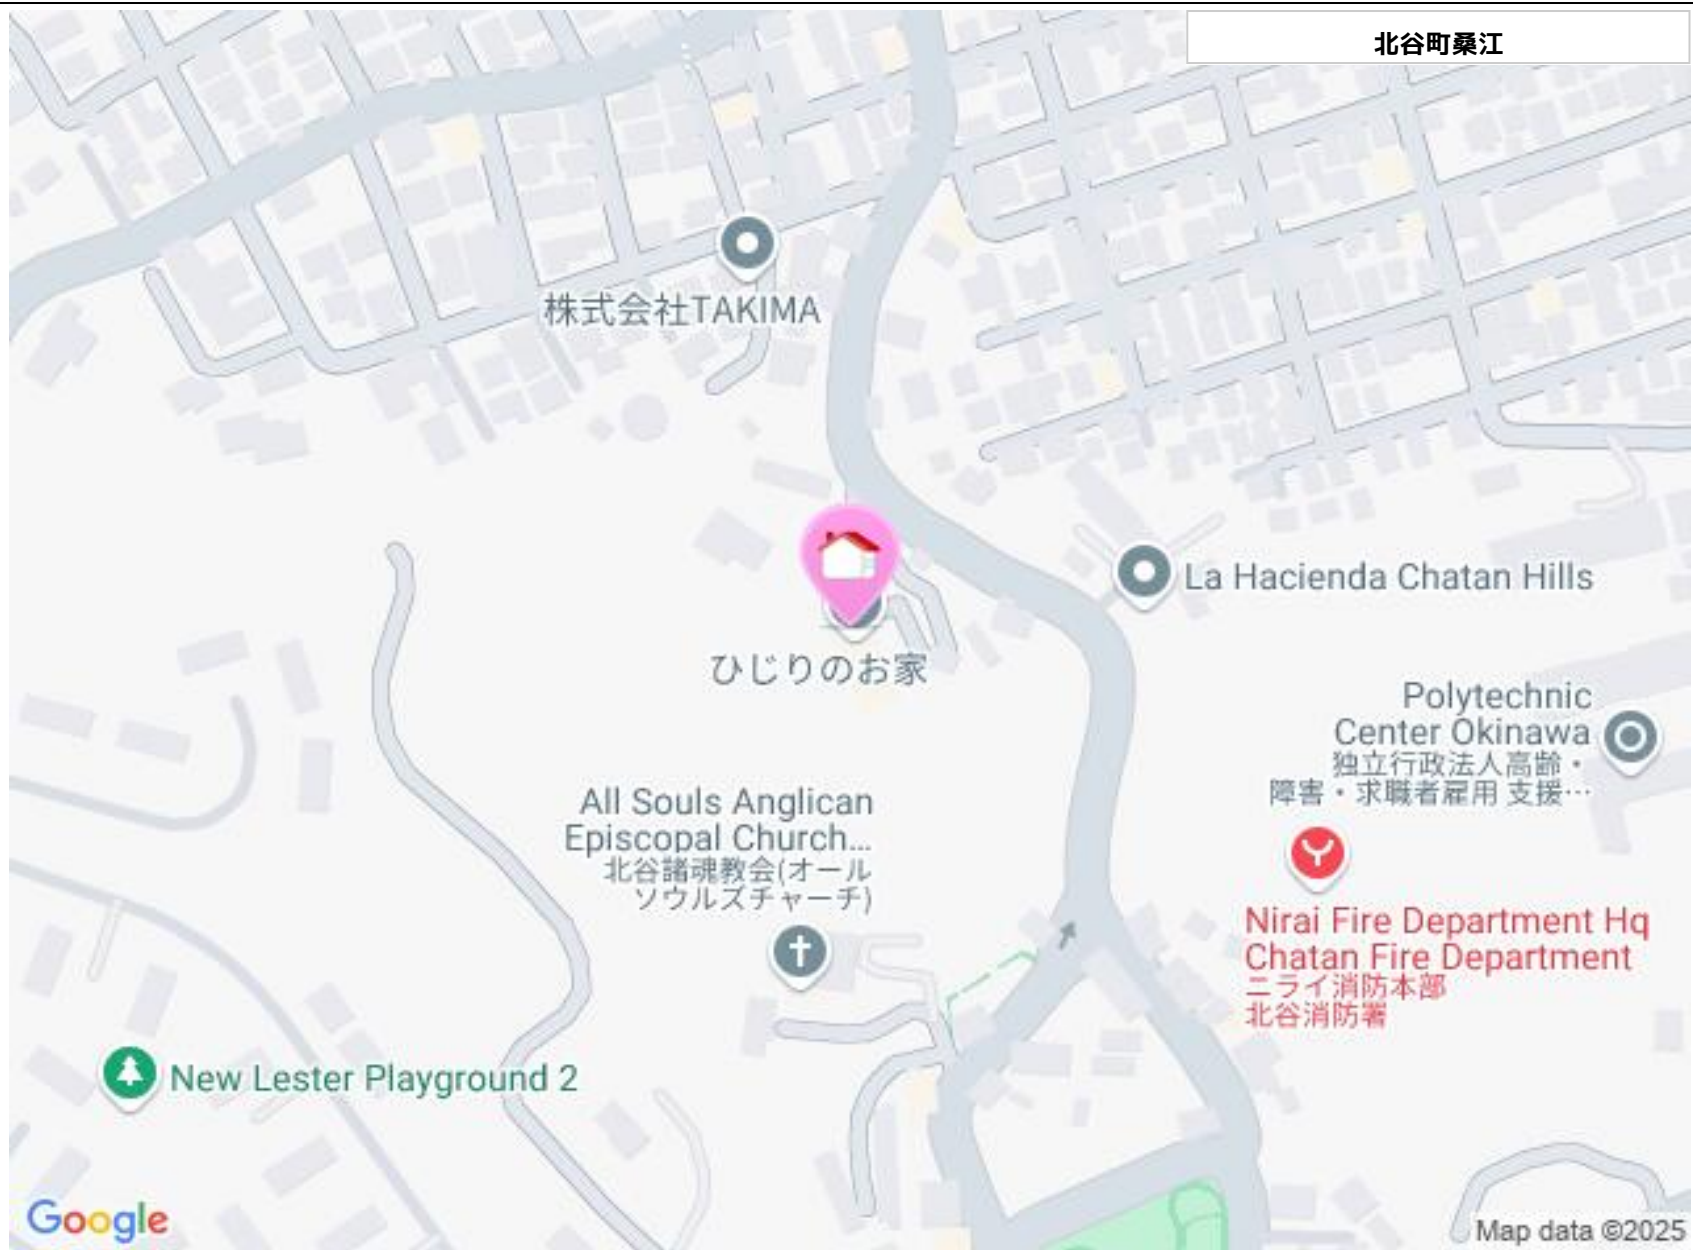 北谷町桑江
株式会社TAKIMA
La Hacienda Chatan Hills
ひじりのお家
Polytechnic
Center Okinawa
独立行政法人高齢・
障害・求職者雇用 支援…
All Souls Anglican
Episcopal Church...
北谷諸魂教会(オール
ソウルズチャーチ)
Nirai Fire Department Hq
Chatan Fire Department
ニライ消防本部
北谷消防署
New Lester Playground 2
Google
Map data ©2025